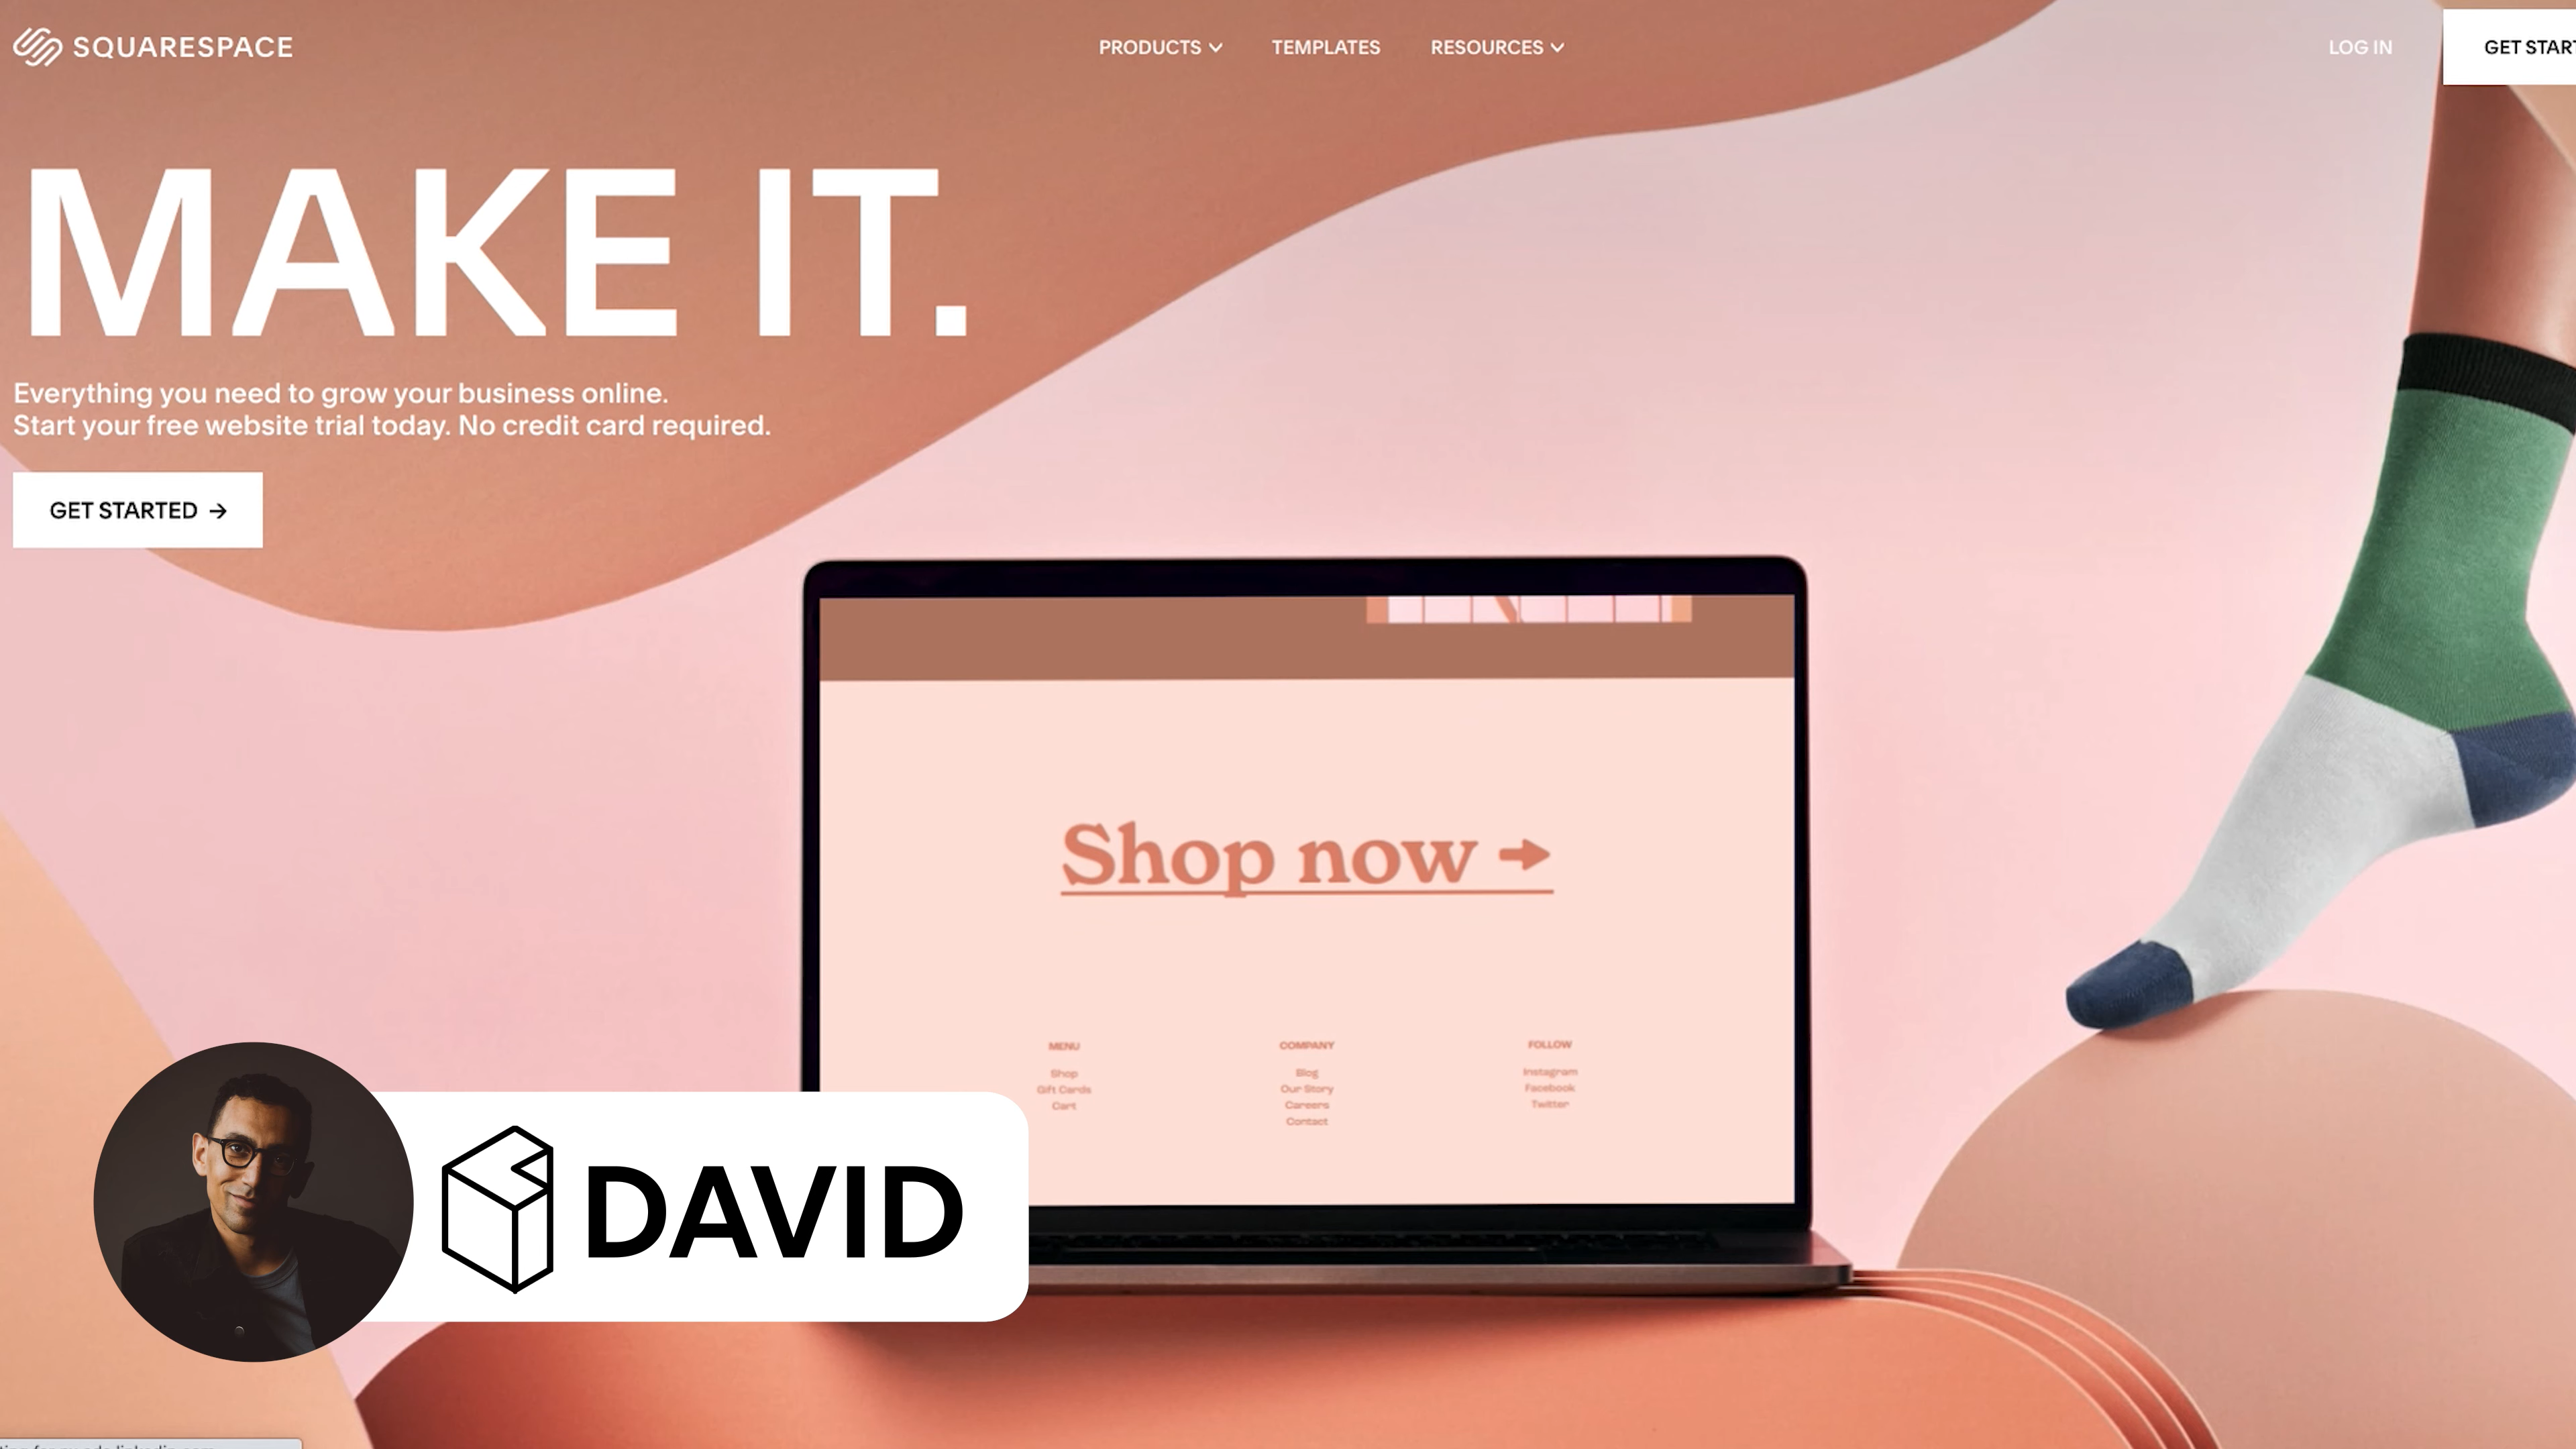 SQUARESPACE
PRODUCTS
TEMPLATES
RESOURCES
LOG IN
GET START
MAKE IT.
Everything you need to grow your business online.
Start your free website trial today. No credit card required.
GET STARTED →
Shop now →
MENU
Shop
Gift Cards
Cart
COMPANY
Blog
Our Story
Careers
Contact
FOLLOW
Instagram
Facebook
Twitter
DAVID